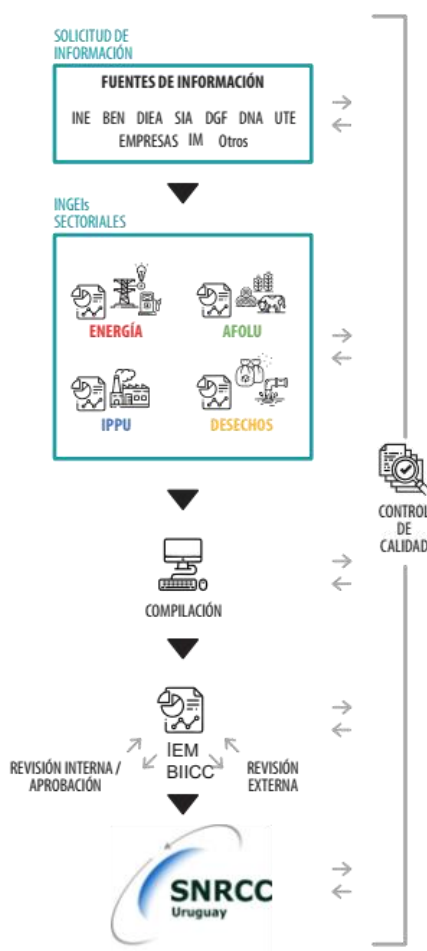 SOLICITUD DE
INFORMACIÓN
FUENTES DE INFORMACIÓN
INE BEN DIEA SIA DGF DNA UTE
EMPRESAS IM Otros
INGEIs
SECTORIALES
ENERGÍA
AFOLU
IPPU
DESECHOS
CONTROL
DE
CALIDAD
COMPILACIÓN
IEM
BIICC
REVISIÓN INTERNA /
APROBACIÓN
REVISIÓN
EXTERNA
SNRCC
Uruguay